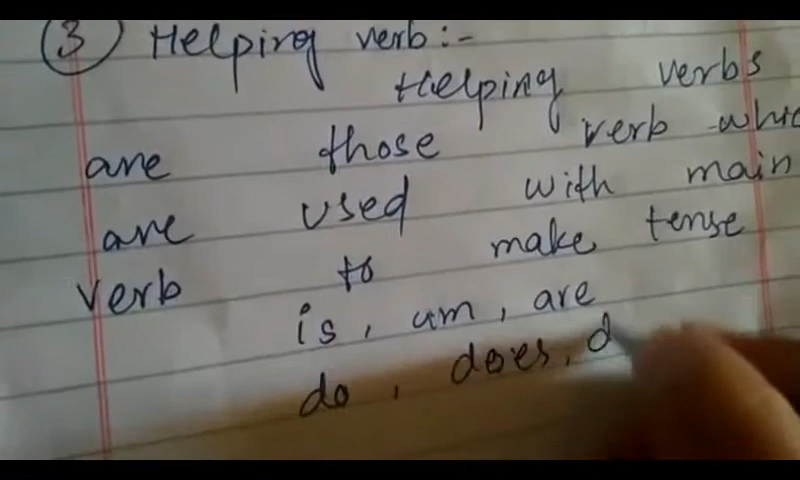 ③ Helping verb :-
Helping verbs
are those verb whic
are used with main
verb to make tense
is, am, are
do, does, d